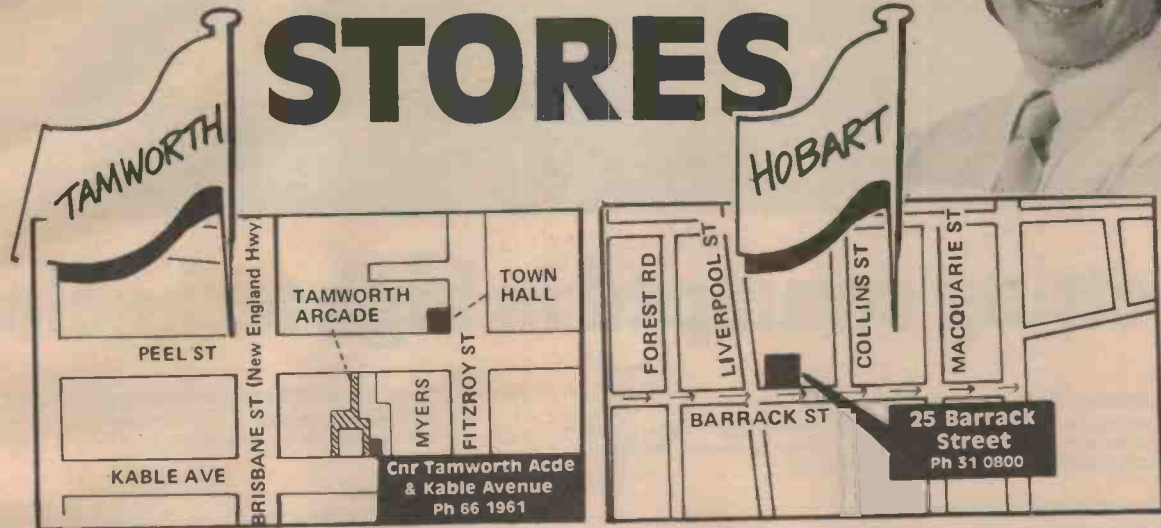 STORES
TAMWORTH
HOBART
TAMWORTH
ARCADE
TOWN
HALL
PEEL ST
BRISBANE ST (New England Hwy)
MYERS
FITZROY ST
KABLE AVE
Cnr Tamworth Acde
& Kable Avenue
Ph 66 1961
FOREST RD
LIVERPOOL ST
COLLINS ST
MACQUARIE ST
BARRACK ST
25 Barrack
Street
Ph 31 0800